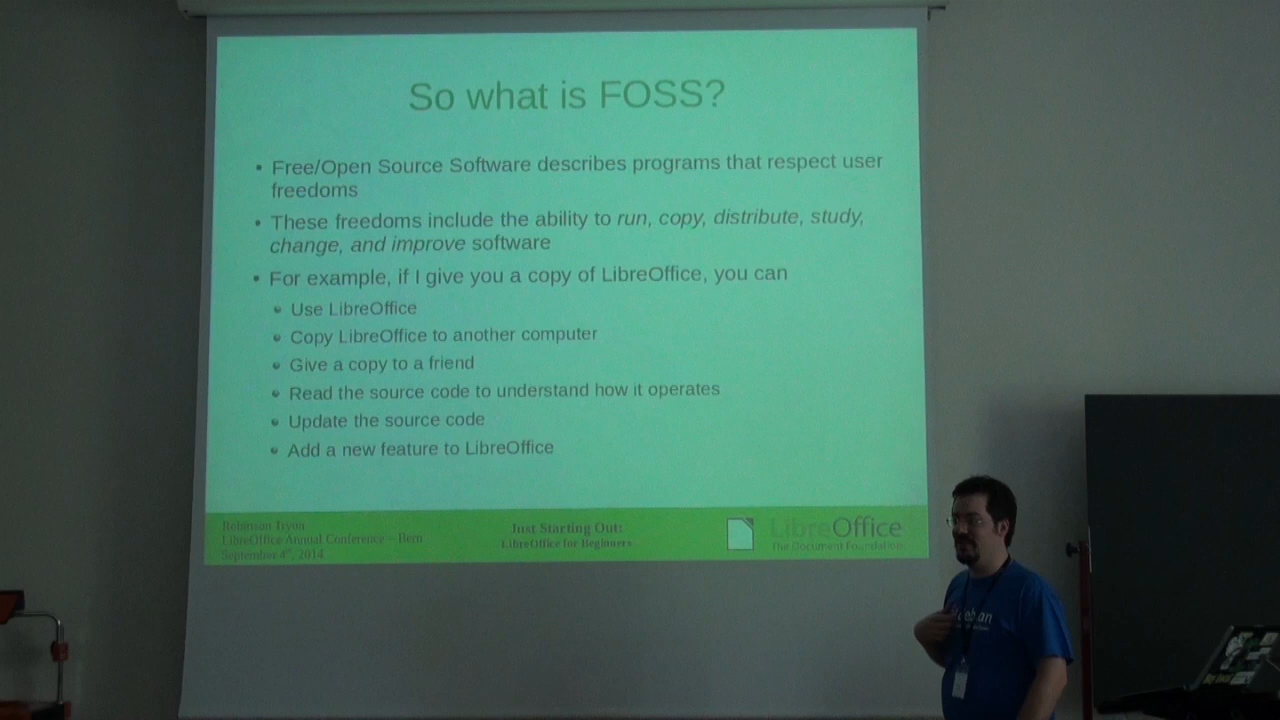 So what is FOSS?
• Free/Open Source Software describes programs that respect user
freedoms
• These freedoms include the ability to run, copy, distribute, study,
change, and improve software
• For example, if I give you a copy of LibreOffice, you can
Use LibreOffice
Copy LibreOffice to another computer
Give a copy to a friend
Read the source code to understand how it operates
Update the source code
Add a new feature to LibreOffice
Robinson Tryon
LibreOffice Annual Conference – Bern
September 4th, 2014
Just Starting Out:
LibreOffice for Beginners
LibreOffice
The Document Foundation
debian